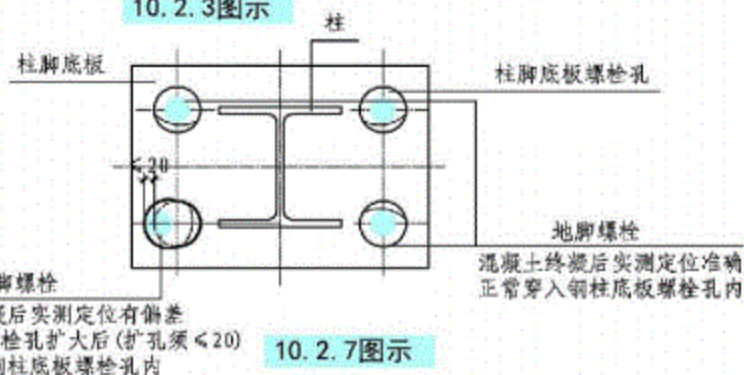 10.2.3图示
柱
柱脚底板
柱脚底板螺栓孔
≤20
地脚螺栓
混凝土终凝后实测定位准确
正常穿入钢柱底板螺栓孔内
脚螺栓
后实测定位有偏差
栓孔扩大后(扩孔须≤20)
柱底板螺栓孔内
10.2.7图示